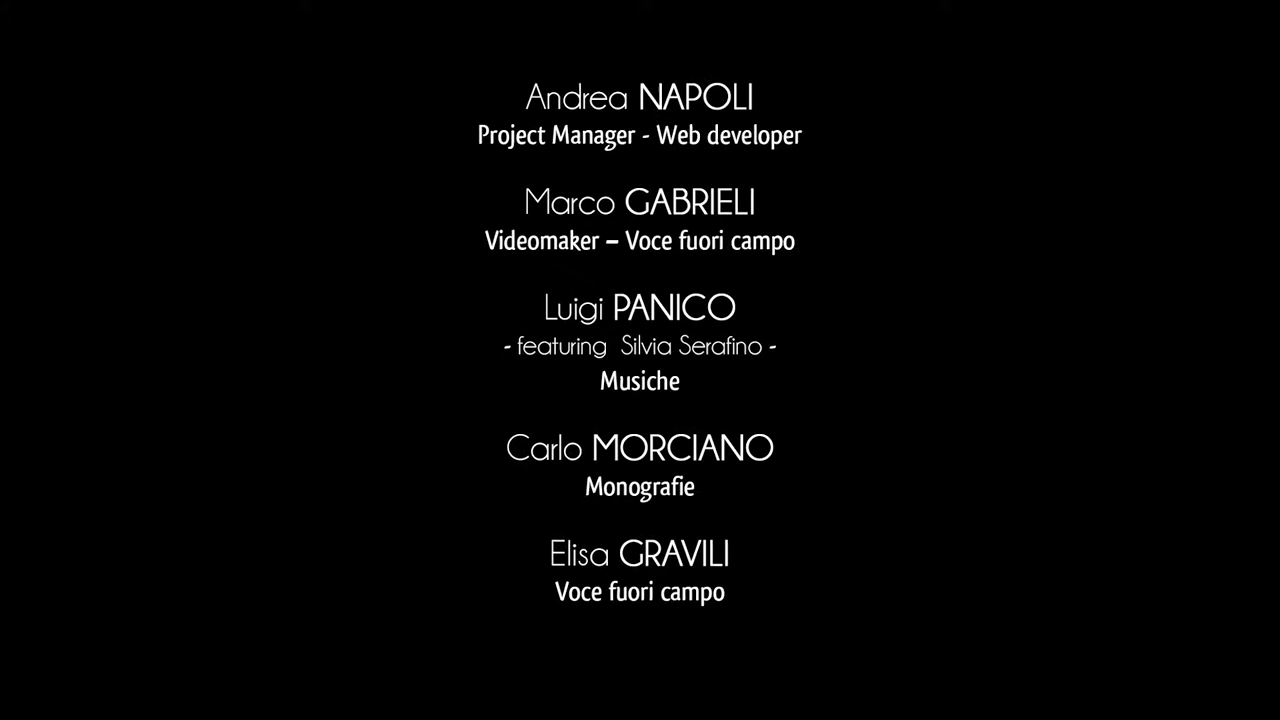 Andrea NAPOLI
Project Manager - Web developer
Marco GABRIELI
Videomaker – Voce fuori campo
Luigi PANICO
- featuring Silvia Serafino -
Musiche
Carlo MORCIANO
Monografie
Elisa GRAVILI
Voce fuori campo